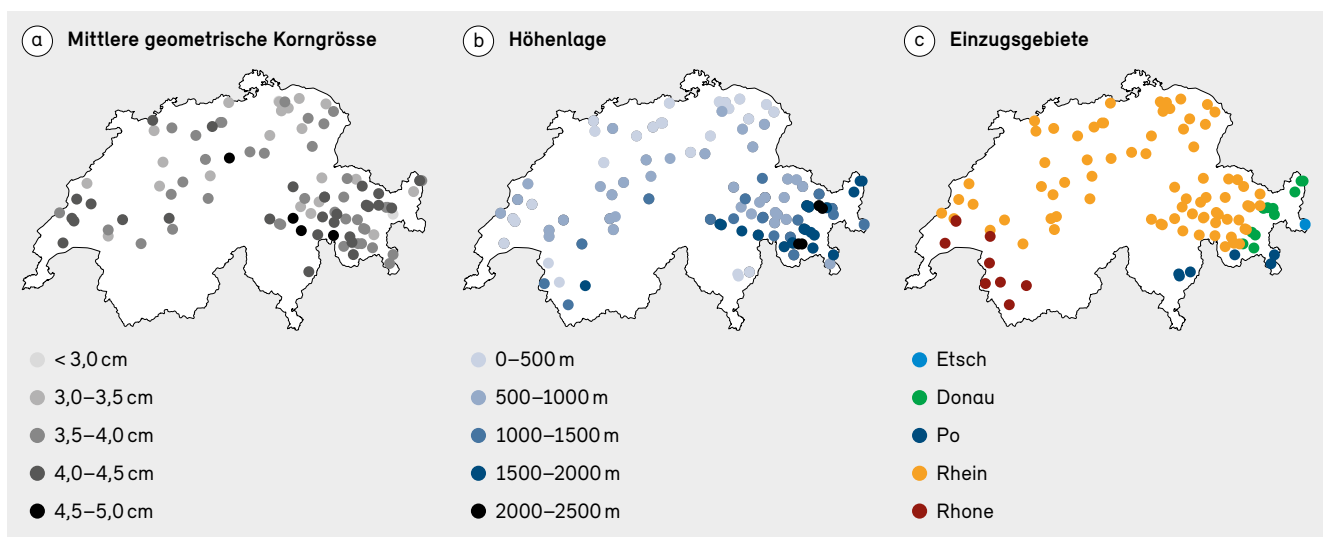 a Mittlere geometrische Korngrösse
< 3,0 cm
3,0–3,5 cm
3,5–4,0 cm
4,0–4,5 cm
4,5–5,0 cm
b Höhenlage
0–500 m
500–1000 m
1000–1500 m
1500–2000 m
2000–2500 m
c Einzugsgebiete
Etsch
Donau
Po
Rhein
Rhone